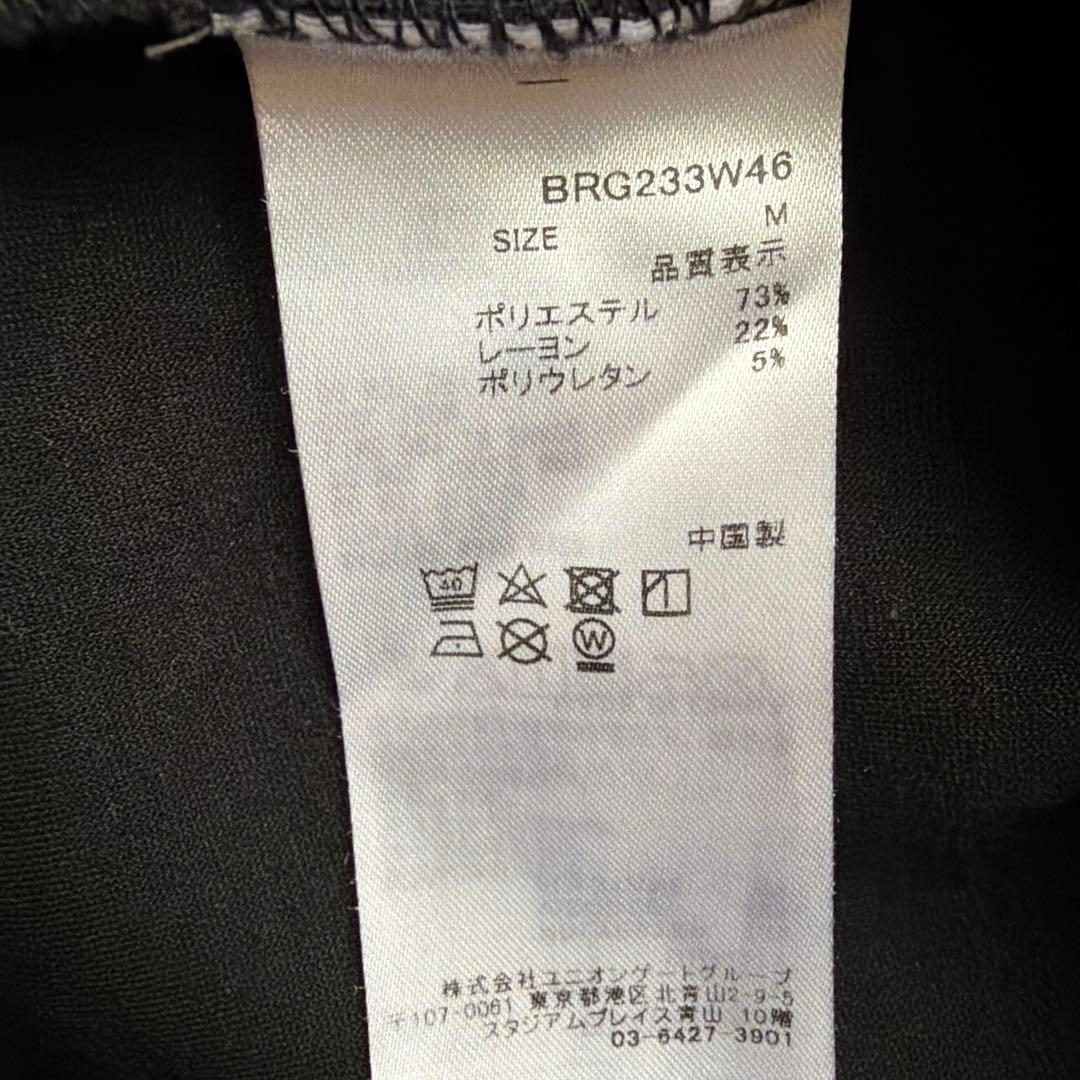 BRG233W46
SIZE M
品質表示
ポリエステル 73%
レーヨン 22%
ポリウレタン 5%
中国製
40
W
株式会社ユニオンゲートグループ
〒107-0061 東京都港区北青山2-9-5
スタジアムプレイス青山 10階
03-6427-3901